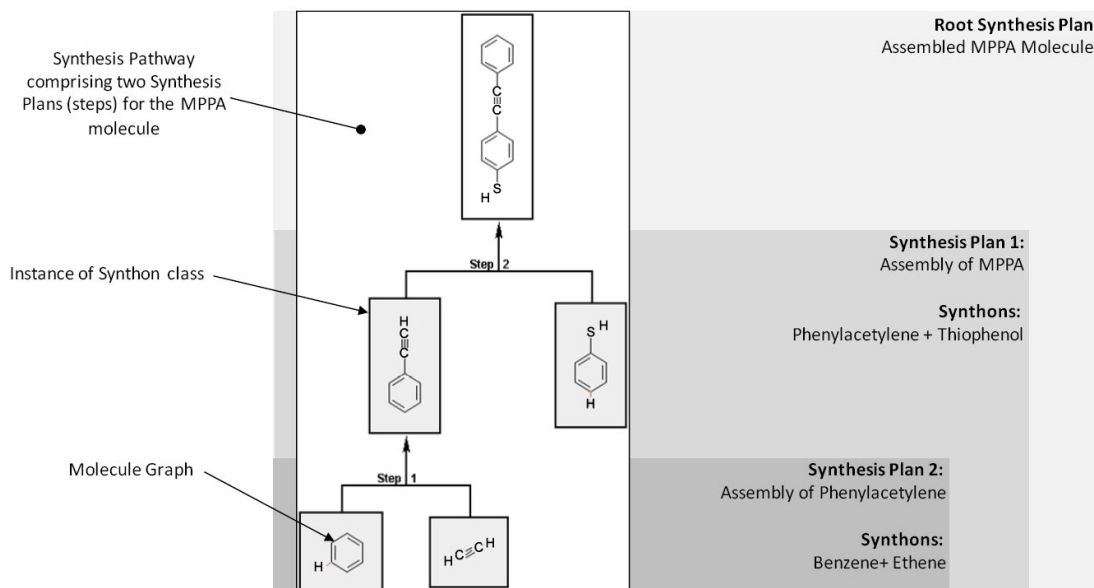 Root Synthesis Plan
Assembled MPPA Molecule
Synthesis Pathway
comprising two Synthesis
Plans (steps) for the MPPA
molecule
C
C
S
H
Synthesis Plan 1:
Assembly of MPPA
Step 2
Instance of Synthon class
Synthons:
Phenylacetylene + Thiophenol
H
C
C
S H
H
Molecule Graph
Synthesis Plan 2:
Assembly of Phenylacetylene
Step 1
Synthons:
Benzene+ Ethene
H
H C C H